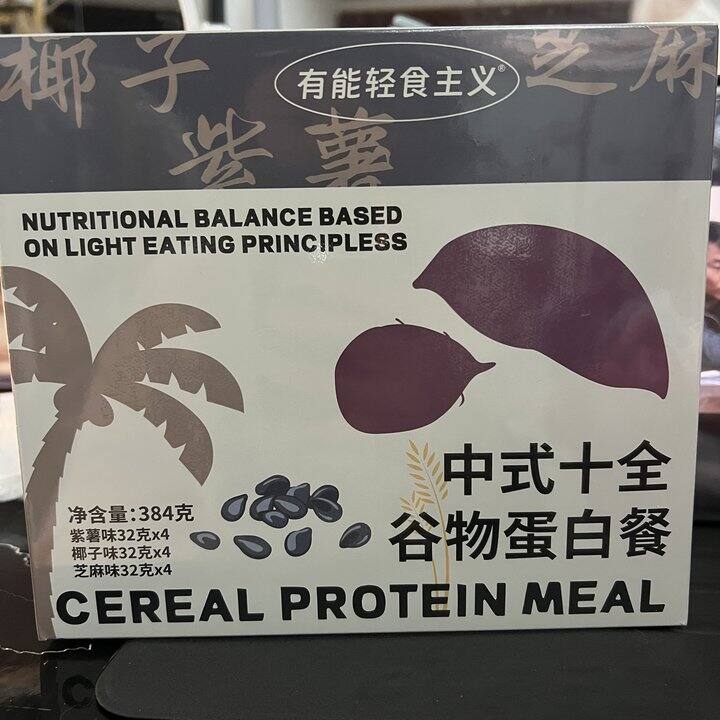 椰子
芝麻
有能轻食主义®
紫薯
NUTRITIONAL BALANCE BASED
ON LIGHT EATING PRINCIPLESS
中式十全
谷物蛋白餐
净含量:384克
紫薯味32克x4
椰子味32克x4
芝麻味32克x4
CEREAL PROTEIN MEAL